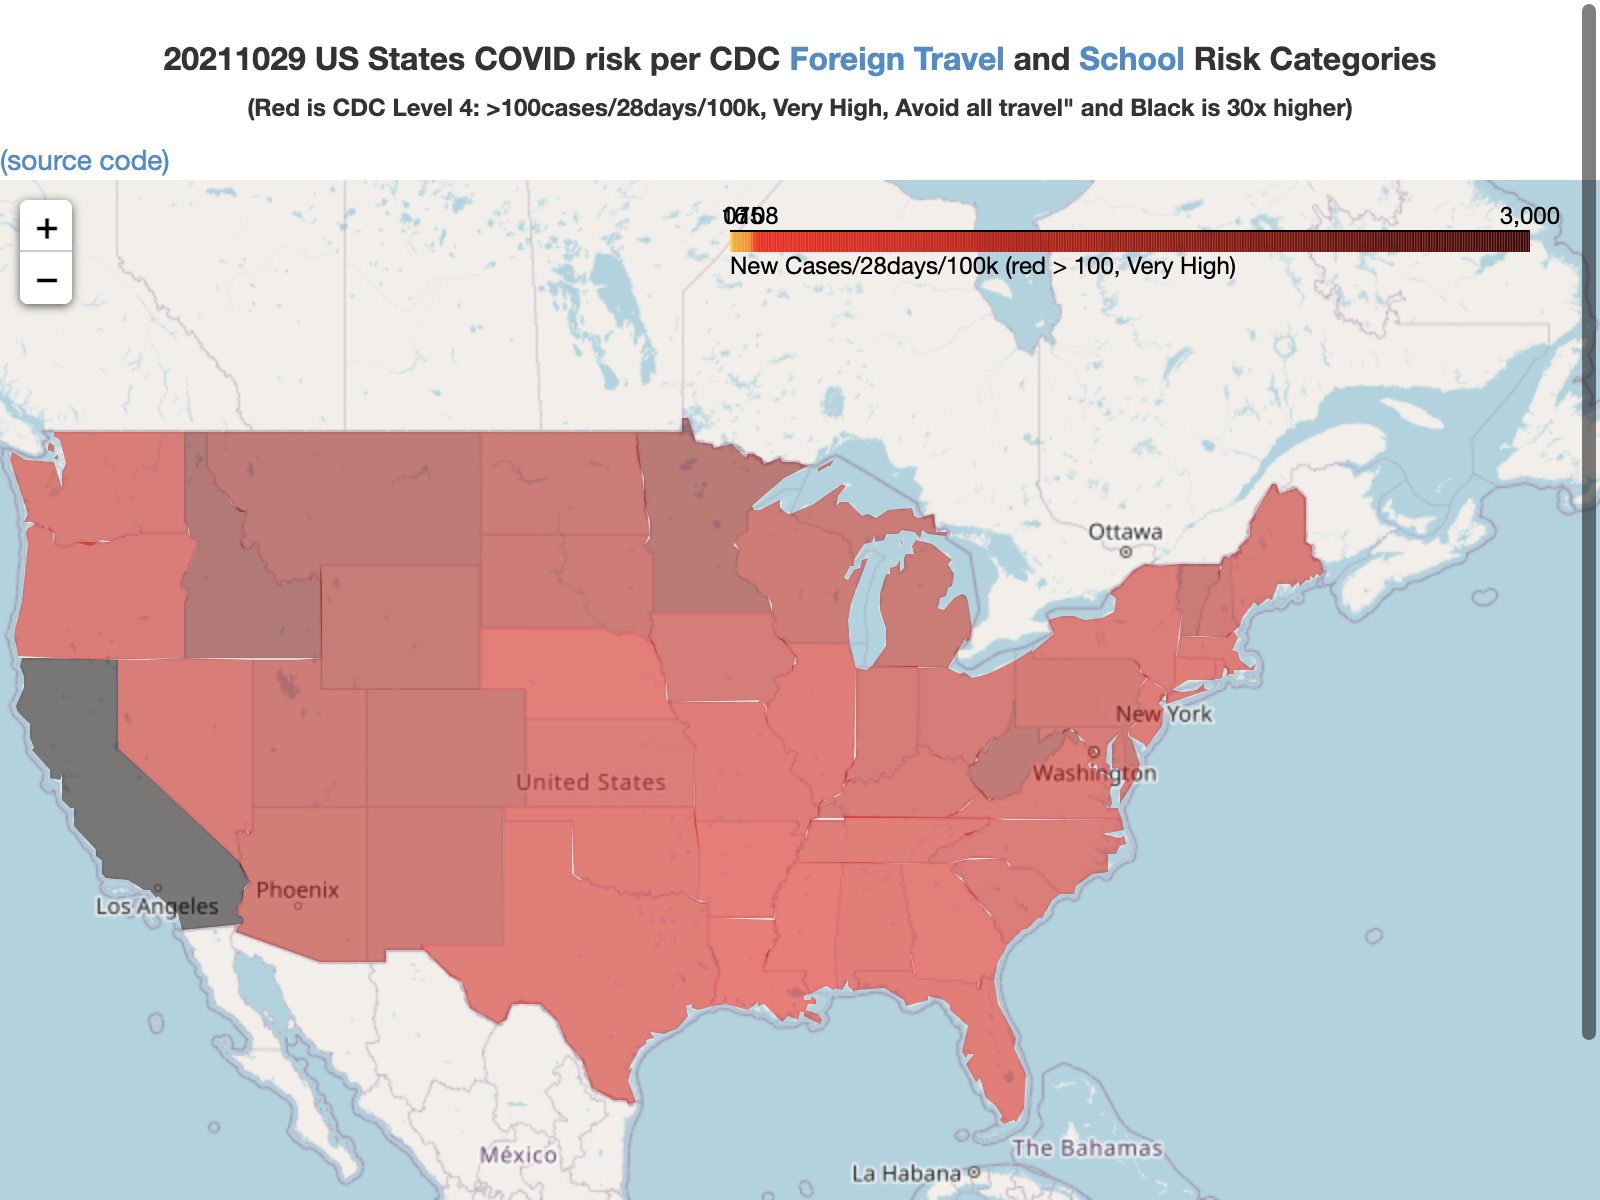 20211029 US States COVID risk per CDC Foreign Travel and School Risk Categories
(Red is CDC Level 4: >100cases/28days/100k, Very High, Avoid all travel" and Black is 30x higher)
(source code)
+
−
3,000
New Cases/28days/100k (red > 100, Very High)
Ottawa
New York
Washington
United States
Phoenix
Los Angeles
México
The Bahamas
La Habana